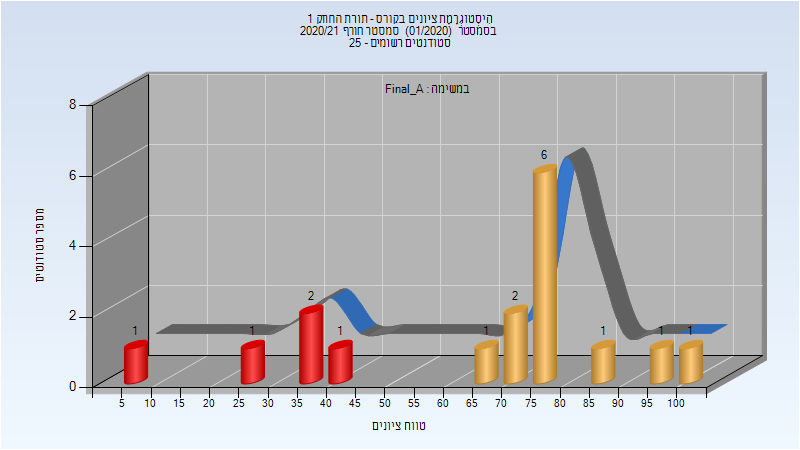 היסטוגרמת ציונים בקורס - תורת החוזק 1
בסמסטר (01/2020) סמסטר חורף 2020/21
סטודנטים רשומים - 25
במשימה : Final_A
מספר סטודנטים
8
6
4
2
0
1
1
2
1
1
2
6
1
1
1
5 10 15 20 25 30 35 40 45 50 55 60 65 70 75 80 85 90 95 100
טווח ציונים